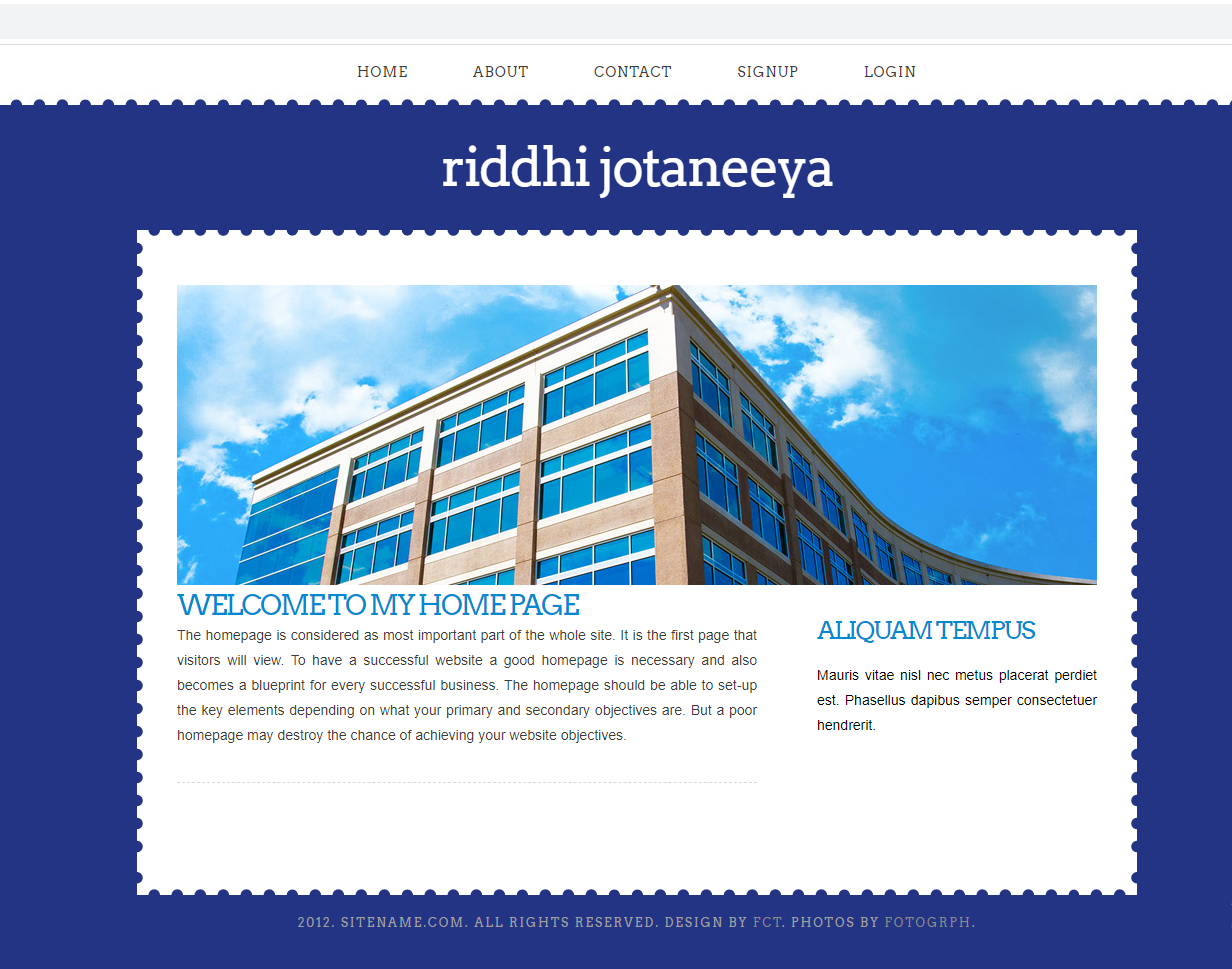 HOME ABOUT CONTACT SIGNUP LOGIN
riddhi jotaneeya
WELCOME TO MY HOME PAGE
The homepage is considered as most important part of the whole site. It is the first page that
visitors will view. To have a successful website a good homepage is necessary and also
becomes a blueprint for every successful business. The homepage should be able to set-up
the key elements depending on what your primary and secondary objectives are. But a poor
homepage may destroy the chance of achieving your website objectives.
ALIQUAM TEMPUS
Mauris vitae nisl nec metus placerat perdiet
est. Phasellus dapibus semper consectetuer
hendrerit.
2012. SITENAME.COM. ALL RIGHTS RESERVED. DESIGN BY FCT. PHOTOS BY FOTOGRPH.